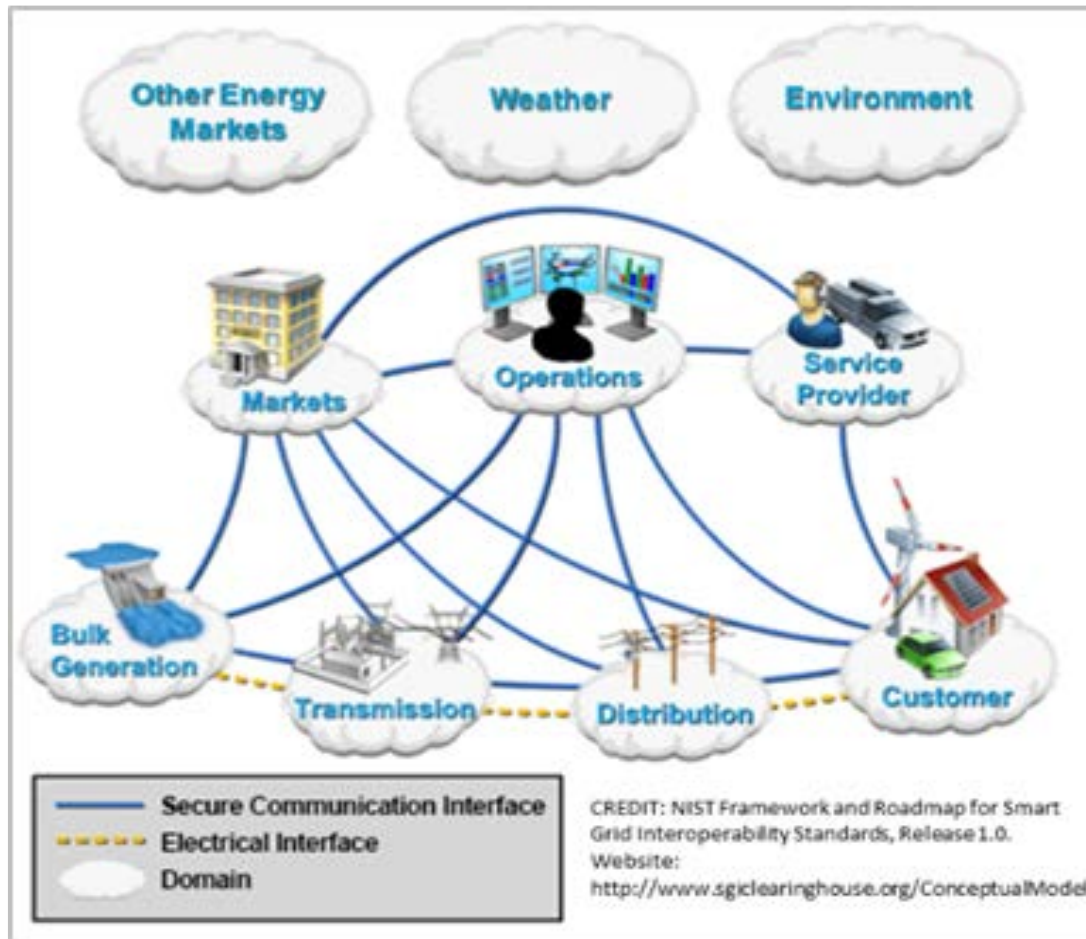 Other Energy
Markets
Weather
Environment
Markets
Operations
Service
Provider
Bulk
Generation
Transmission
Distribution
Customer
Secure Communication Interface
Electrical Interface
Domain
CREDIT: NIST Framework and Roadmap for Smart
Grid Interoperability Standards, Release 1.0.
Website:
http://www.sgiclearinghouse.org/ConceptualModel